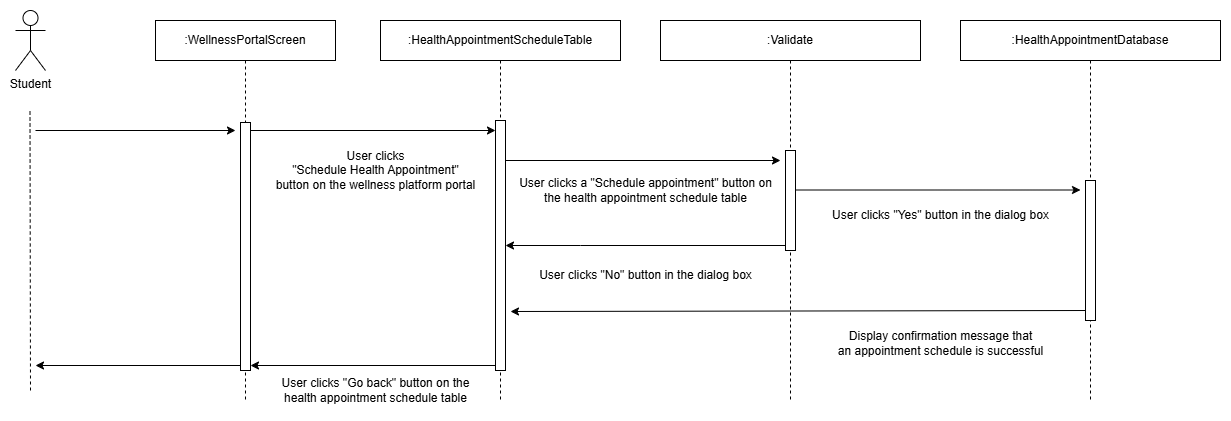 :WellnessPortalScreen
:HealthAppointmentScheduleTable
:Validate
:HealthAppointmentDatabase
Student
User clicks
"Schedule Health Appointment"
button on the wellness platform portal
User clicks a "Schedule appointment" button on
the health appointment schedule table
User clicks "Yes" button in the dialog box
User clicks "No" button in the dialog box
Display confirmation message that
an appointment schedule is successful
User clicks "Go back" button on the
health appointment schedule table